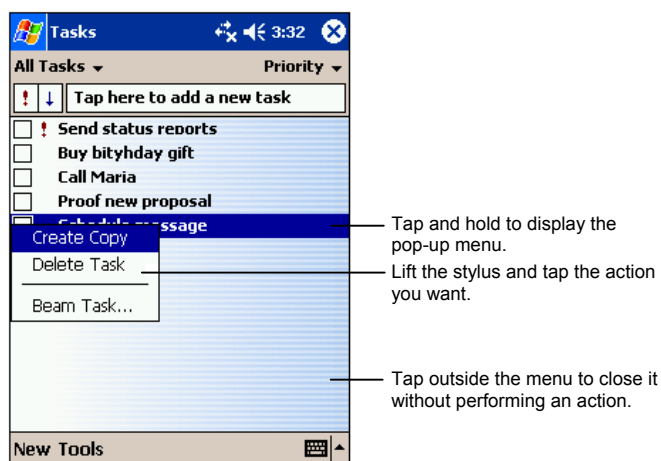 Tasks 3:32
All Tasks Priority
Tap here to add a new task
! Send status reports
Buy bityhday gift
Call Maria
Proof new proposal
Create Copy
Delete Task
Beam Task...
New Tools
Tap and hold to display the
pop-up menu.
Lift the stylus and tap the action
you want.
Tap outside the menu to close it
without performing an action.